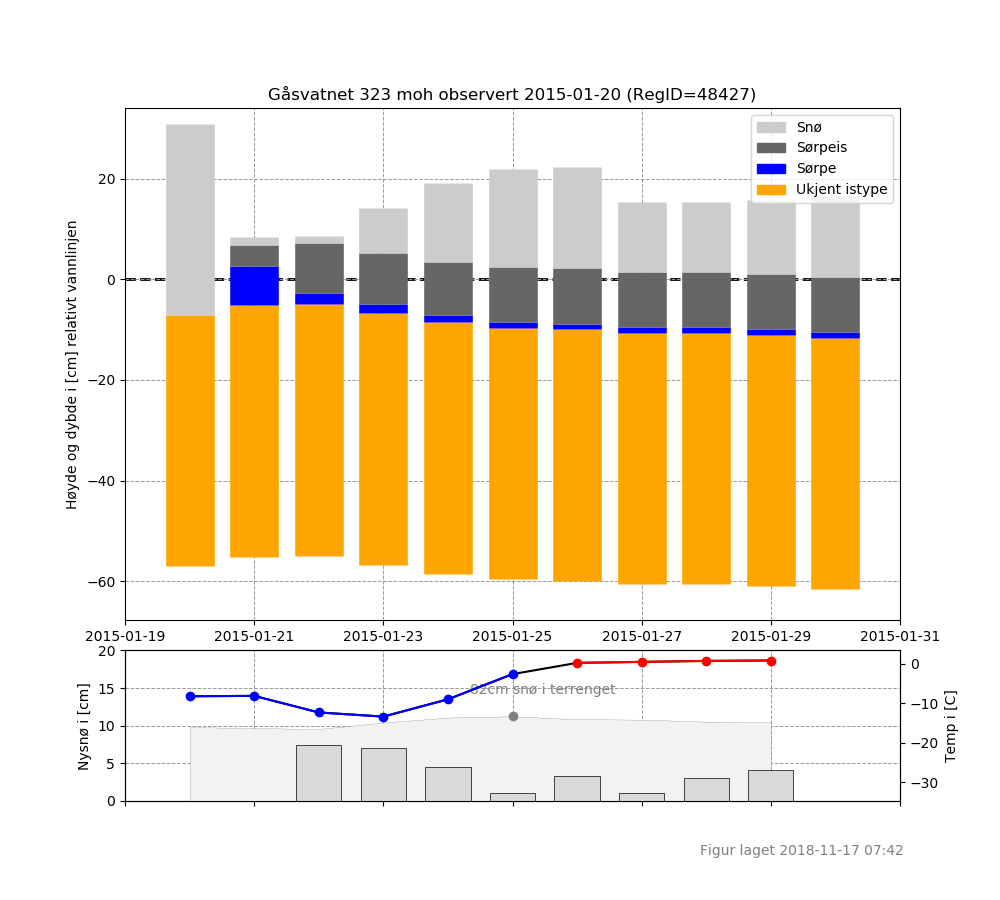 Gåsvatnet 323 moh observert 2015-01-20 (RegID=48427)
Snø
Sørpeis
Sørpe
Ukjent istype
Høyde og dybde i [cm] relativt vannlinjen
20
0
−20
−40
−60
2015-01-19 2015-01-21 2015-01-23 2015-01-25 2015-01-27 2015-01-29 2015-01-31
Nysnø i [cm]
20
15
10
5
0
82cm snø i terrenget
0
−10
−20
−30
Temp i [C]
Figur laget 2018-11-17 07:42